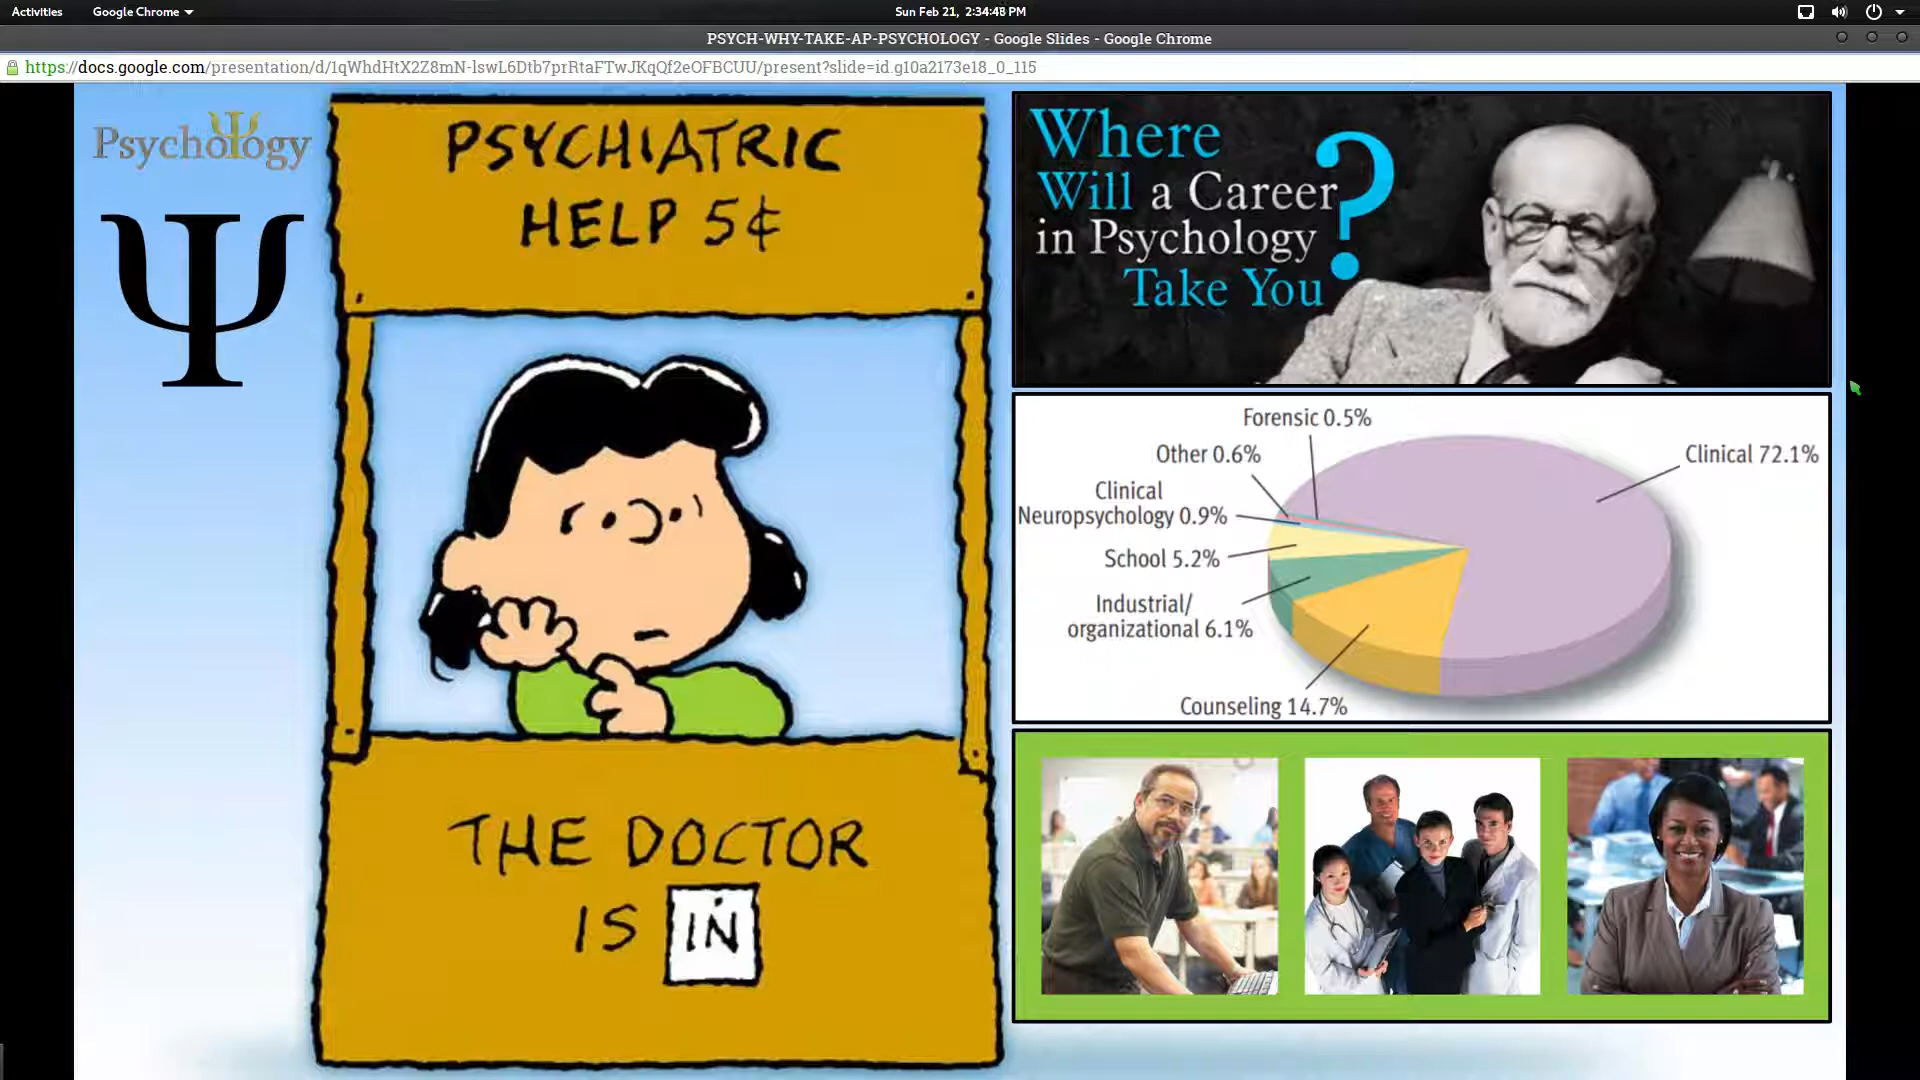 Activities
Google Chrome
Sun Feb 21, 2:34:48 PM
PSYCH-WHY-TAKE-AP-PSYCHOLOGY - Google Slides - Google Chrome
https://docs.google.com/presentation/d/1qWhdHtX2Z8mN-lswL6Dtb7prRtaFTwJKqQf2eOFBCUU/present?slide=id.g10a2173e18_0_115
Psychology
Ψ
PSYCHIATRIC
HELP 5¢
THE DOCTOR
IS IN
Where
Will a Career
in Psychology
Take You?
Forensic 0.5%
Other 0.6%
Clinical 72.1%
Clinical
Neuropsychology 0.9%
School 5.2%
Industrial/
organizational 6.1%
Counseling 14.7%